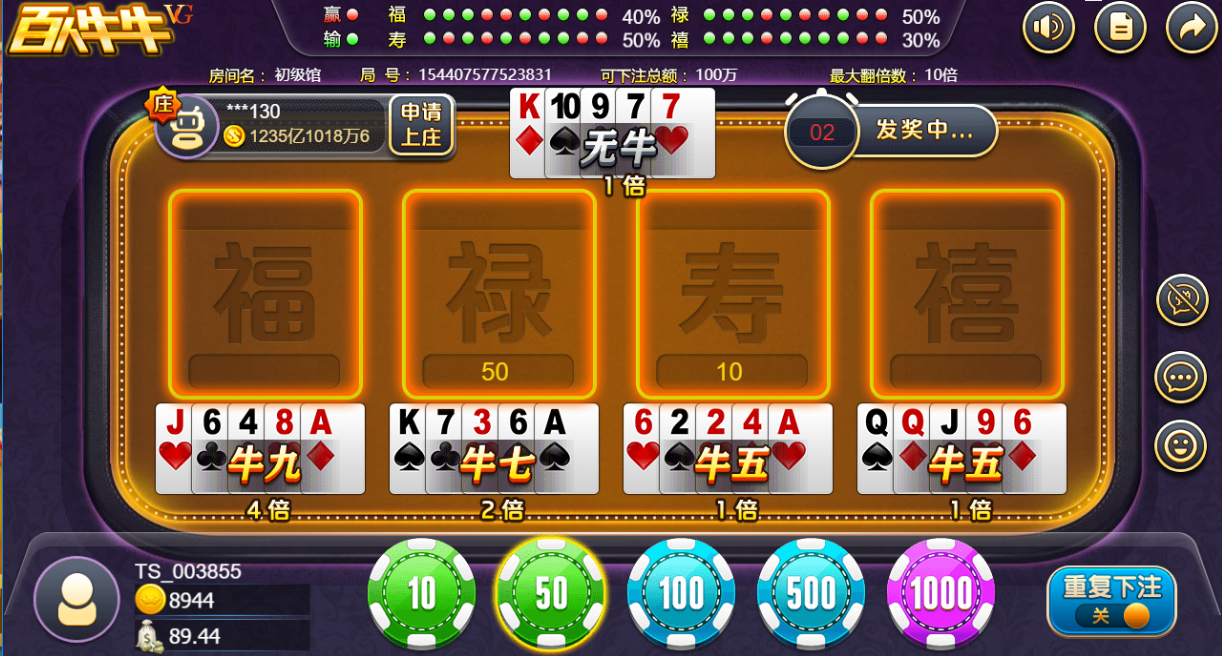 百人牛牛 VG
赢 福 40% 禄 50%
输 寿 50% 禧 30%
房间名： 初级馆 局 号： 154407577523831 可下注总额： 100万 最大翻倍数： 10倍
庄
***130
1235亿1018万6
申请
上庄
K 10 9 7 7
无牛
1 倍
02
发奖中...
福
禄
寿
禧
50
10
J 6 4 8 A
牛九
4 倍
K 7 3 6 A
牛七
2 倍
6 2 2 4 A
牛五
1 倍
Q Q J 9 6
牛五
1 倍
TS_003855
8944
89.44
10
50
100
500
1000
重复下注
关